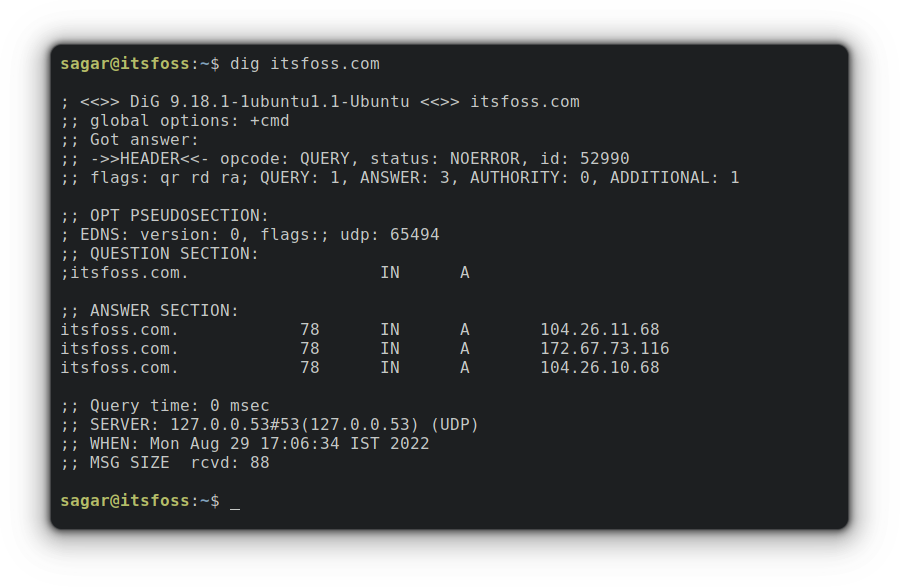 sagar@itsfoss:~$ dig itsfoss.com
; <<>> DiG 9.18.1-1ubuntu1.1-Ubuntu <<>> itsfoss.com
;; global options: +cmd
;; Got answer:
;; ->>HEADER<<- opcode: QUERY, status: NOERROR, id: 52990
;; flags: qr rd ra; QUERY: 1, ANSWER: 3, AUTHORITY: 0, ADDITIONAL: 1
;; OPT PSEUDOSECTION:
; EDNS: version: 0, flags:; udp: 65494
;; QUESTION SECTION:
;itsfoss.com. IN A
;; ANSWER SECTION:
itsfoss.com. 78 IN A 104.26.11.68
itsfoss.com. 78 IN A 172.67.73.116
itsfoss.com. 78 IN A 104.26.10.68
;; Query time: 0 msec
;; SERVER: 127.0.0.53#53(127.0.0.53) (UDP)
;; WHEN: Mon Aug 29 17:06:34 IST 2022
;; MSG SIZE  rcvd: 88
sagar@itsfoss:~$ _